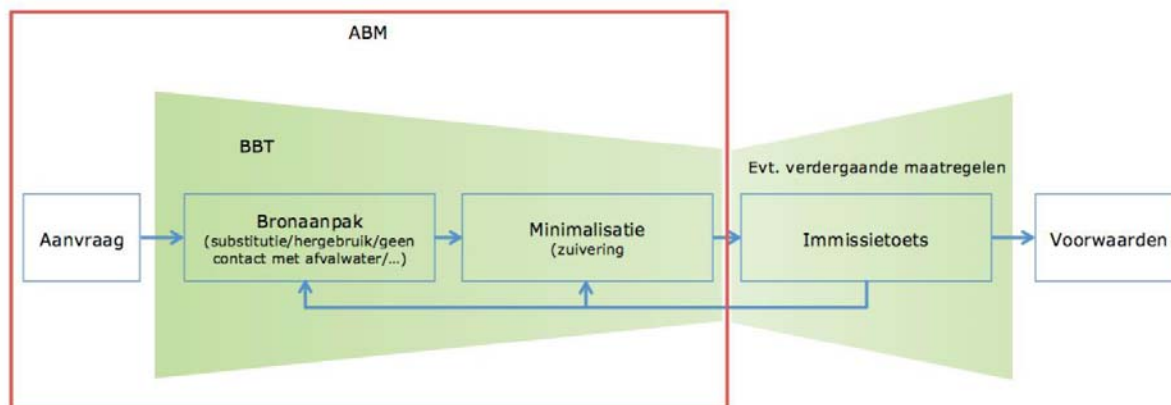 ABM
BBT
Evt. verdergaande maatregelen
Aanvraag
Bronaanpak
(substitutie/hergebruik/geen
contact met afvalwater/...)
Minimalisatie
(zuivering
Immissietoets
Voorwaarden